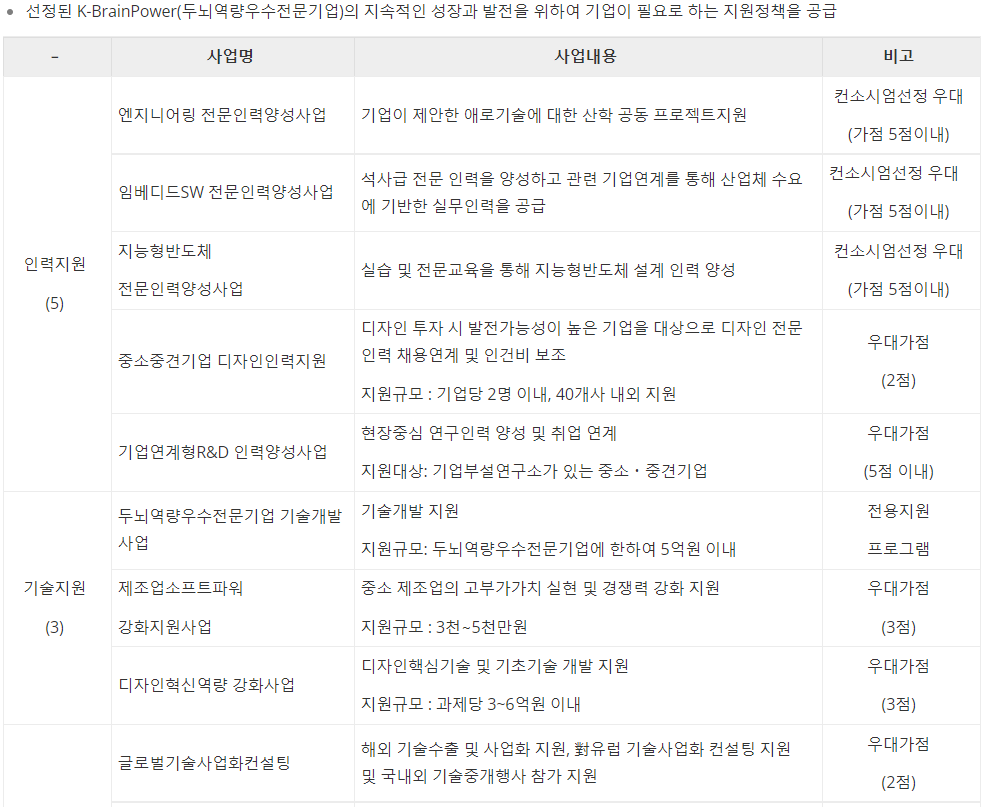 선정된 K-BrainPower(두뇌역량우수전문기업)의 지속적인 성장과 발전을 위하여 기업이 필요로 하는 지원정책을 공급
– 사업명 사업내용 비고
인력지원
(5)
엔지니어링 전문인력양성사업
기업이 제안한 애로기술에 대한 산학 공동 프로젝트지원
컨소시엄선정 우대
(가점 5점이내)
임베디드SW 전문인력양성사업
석사급 전문 인력을 양성하고 관련 기업연계를 통해 산업체 수요
에 기반한 실무인력을 공급
컨소시엄선정 우대
(가점 5점이내)
지능형반도체
전문인력양성사업
실습 및 전문교육을 통해 지능형반도체 설계 인력 양성
컨소시엄선정 우대
(가점 5점이내)
중소중견기업 디자인인력지원
디자인 투자 시 발전가능성이 높은 기업을 대상으로 디자인 전문
인력 채용연계 및 인건비 보조
지원규모 : 기업당 2명 이내, 40개사 내외 지원
우대가점
(2점)
기업연계형R&D 인력양성사업
현장중심 연구인력 양성 및 취업 연계
지원대상: 기업부설연구소가 있는 중소・중견기업
우대가점
(5점 이내)
기술지원
(3)
두뇌역량우수전문기업 기술개발
사업
기술개발 지원
지원규모: 두뇌역량우수전문기업에 한하여 5억원 이내
전용지원
프로그램
제조업소프트파워
강화지원사업
중소 제조업의 고부가가치 실현 및 경쟁력 강화 지원
지원규모 : 3천~5천만원
우대가점
(3점)
디자인혁신역량 강화사업
디자인핵심기술 및 기초기술 개발 지원
지원규모 : 과제당 3~6억원 이내
우대가점
(3점)
글로벌기술사업화컨설팅
해외 기술수출 및 사업화 지원, 對유럽 기술사업화 컨설팅 지원
및 국내외 기술중개행사 참가 지원
우대가점
(2점)